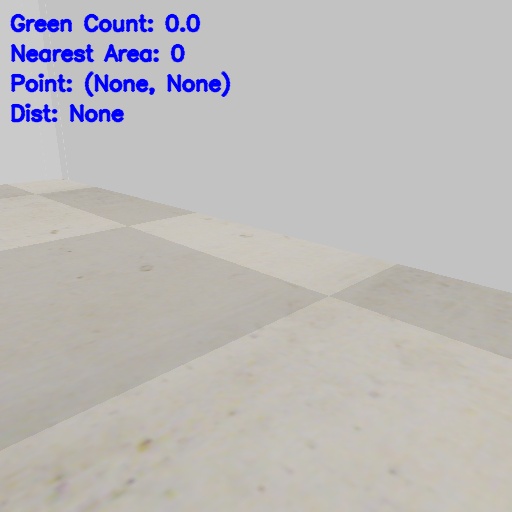 Green Count: 0.0
Nearest Area: 0
Point: (None, None)
Dist: None